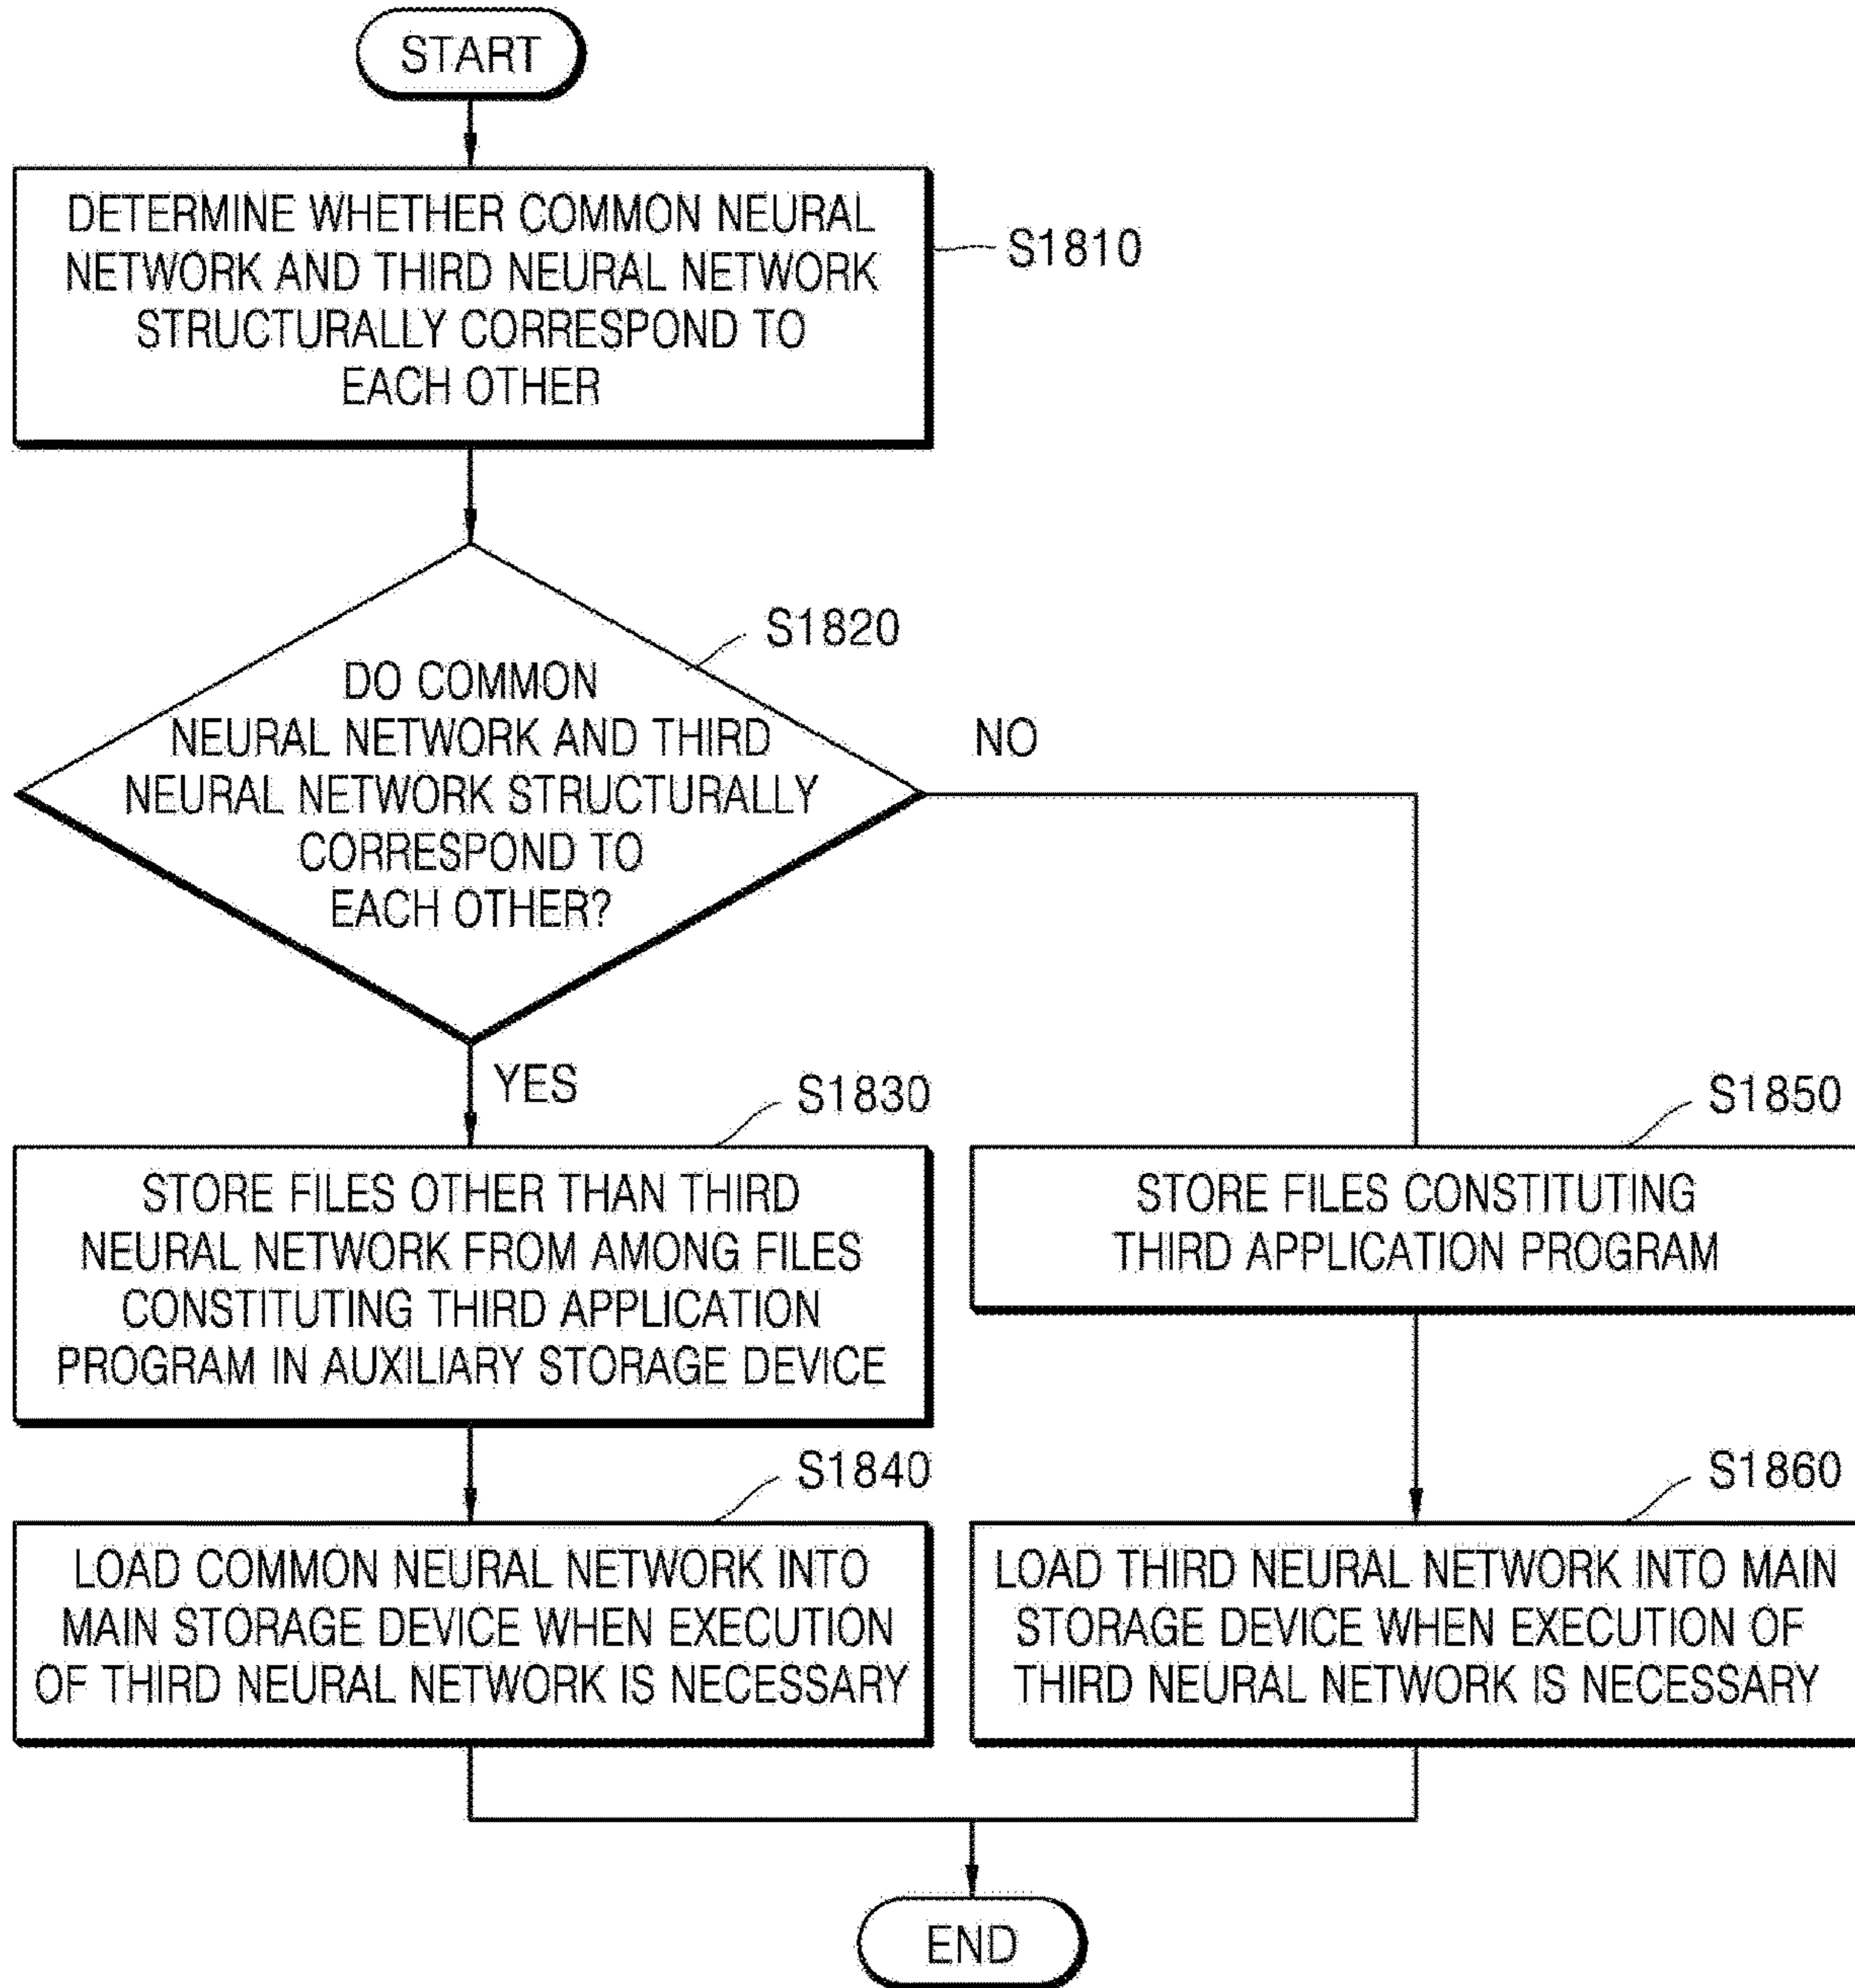 START
DETERMINE WHETHER COMMON NEURAL
NETWORK AND THIRD NEURAL NETWORK
STRUCTURALLY CORRESPOND TO
EACH OTHER
S1810
S1820
DO COMMON
NEURAL NETWORK AND THIRD
NEURAL NETWORK STRUCTURALLY
CORRESPOND TO
EACH OTHER?
NO
YES
S1830
STORE FILES OTHER THAN THIRD
NEURAL NETWORK FROM AMONG FILES
CONSTITUTING THIRD APPLICATION
PROGRAM IN AUXILIARY STORAGE DEVICE
S1850
STORE FILES CONSTITUTING
THIRD APPLICATION PROGRAM
S1840
LOAD COMMON NEURAL NETWORK INTO
MAIN STORAGE DEVICE WHEN EXECUTION
OF THIRD NEURAL NETWORK IS NECESSARY
S1860
LOAD THIRD NEURAL NETWORK INTO MAIN
STORAGE DEVICE WHEN EXECUTION OF
THIRD NEURAL NETWORK IS NECESSARY
END